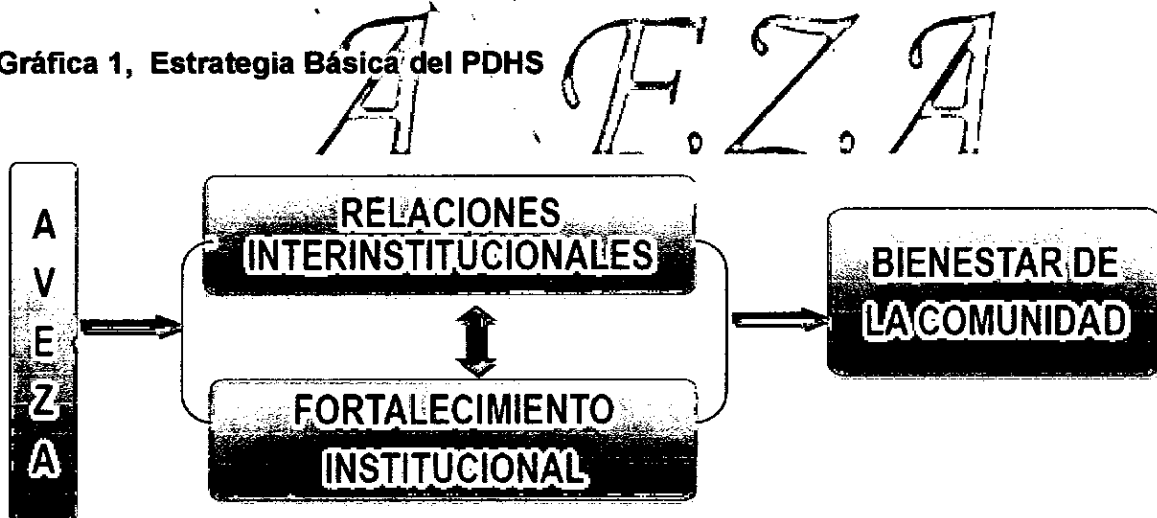 Gráfica 1, Estrategia Básica del PDHS
A E.Z.A
A
V
E
Z
A
RELACIONES
INTERINSTITUCIONALES
FORTALECIMIENTO
INSTITUCIONAL
BIENESTAR DE
LA COMUNIDAD